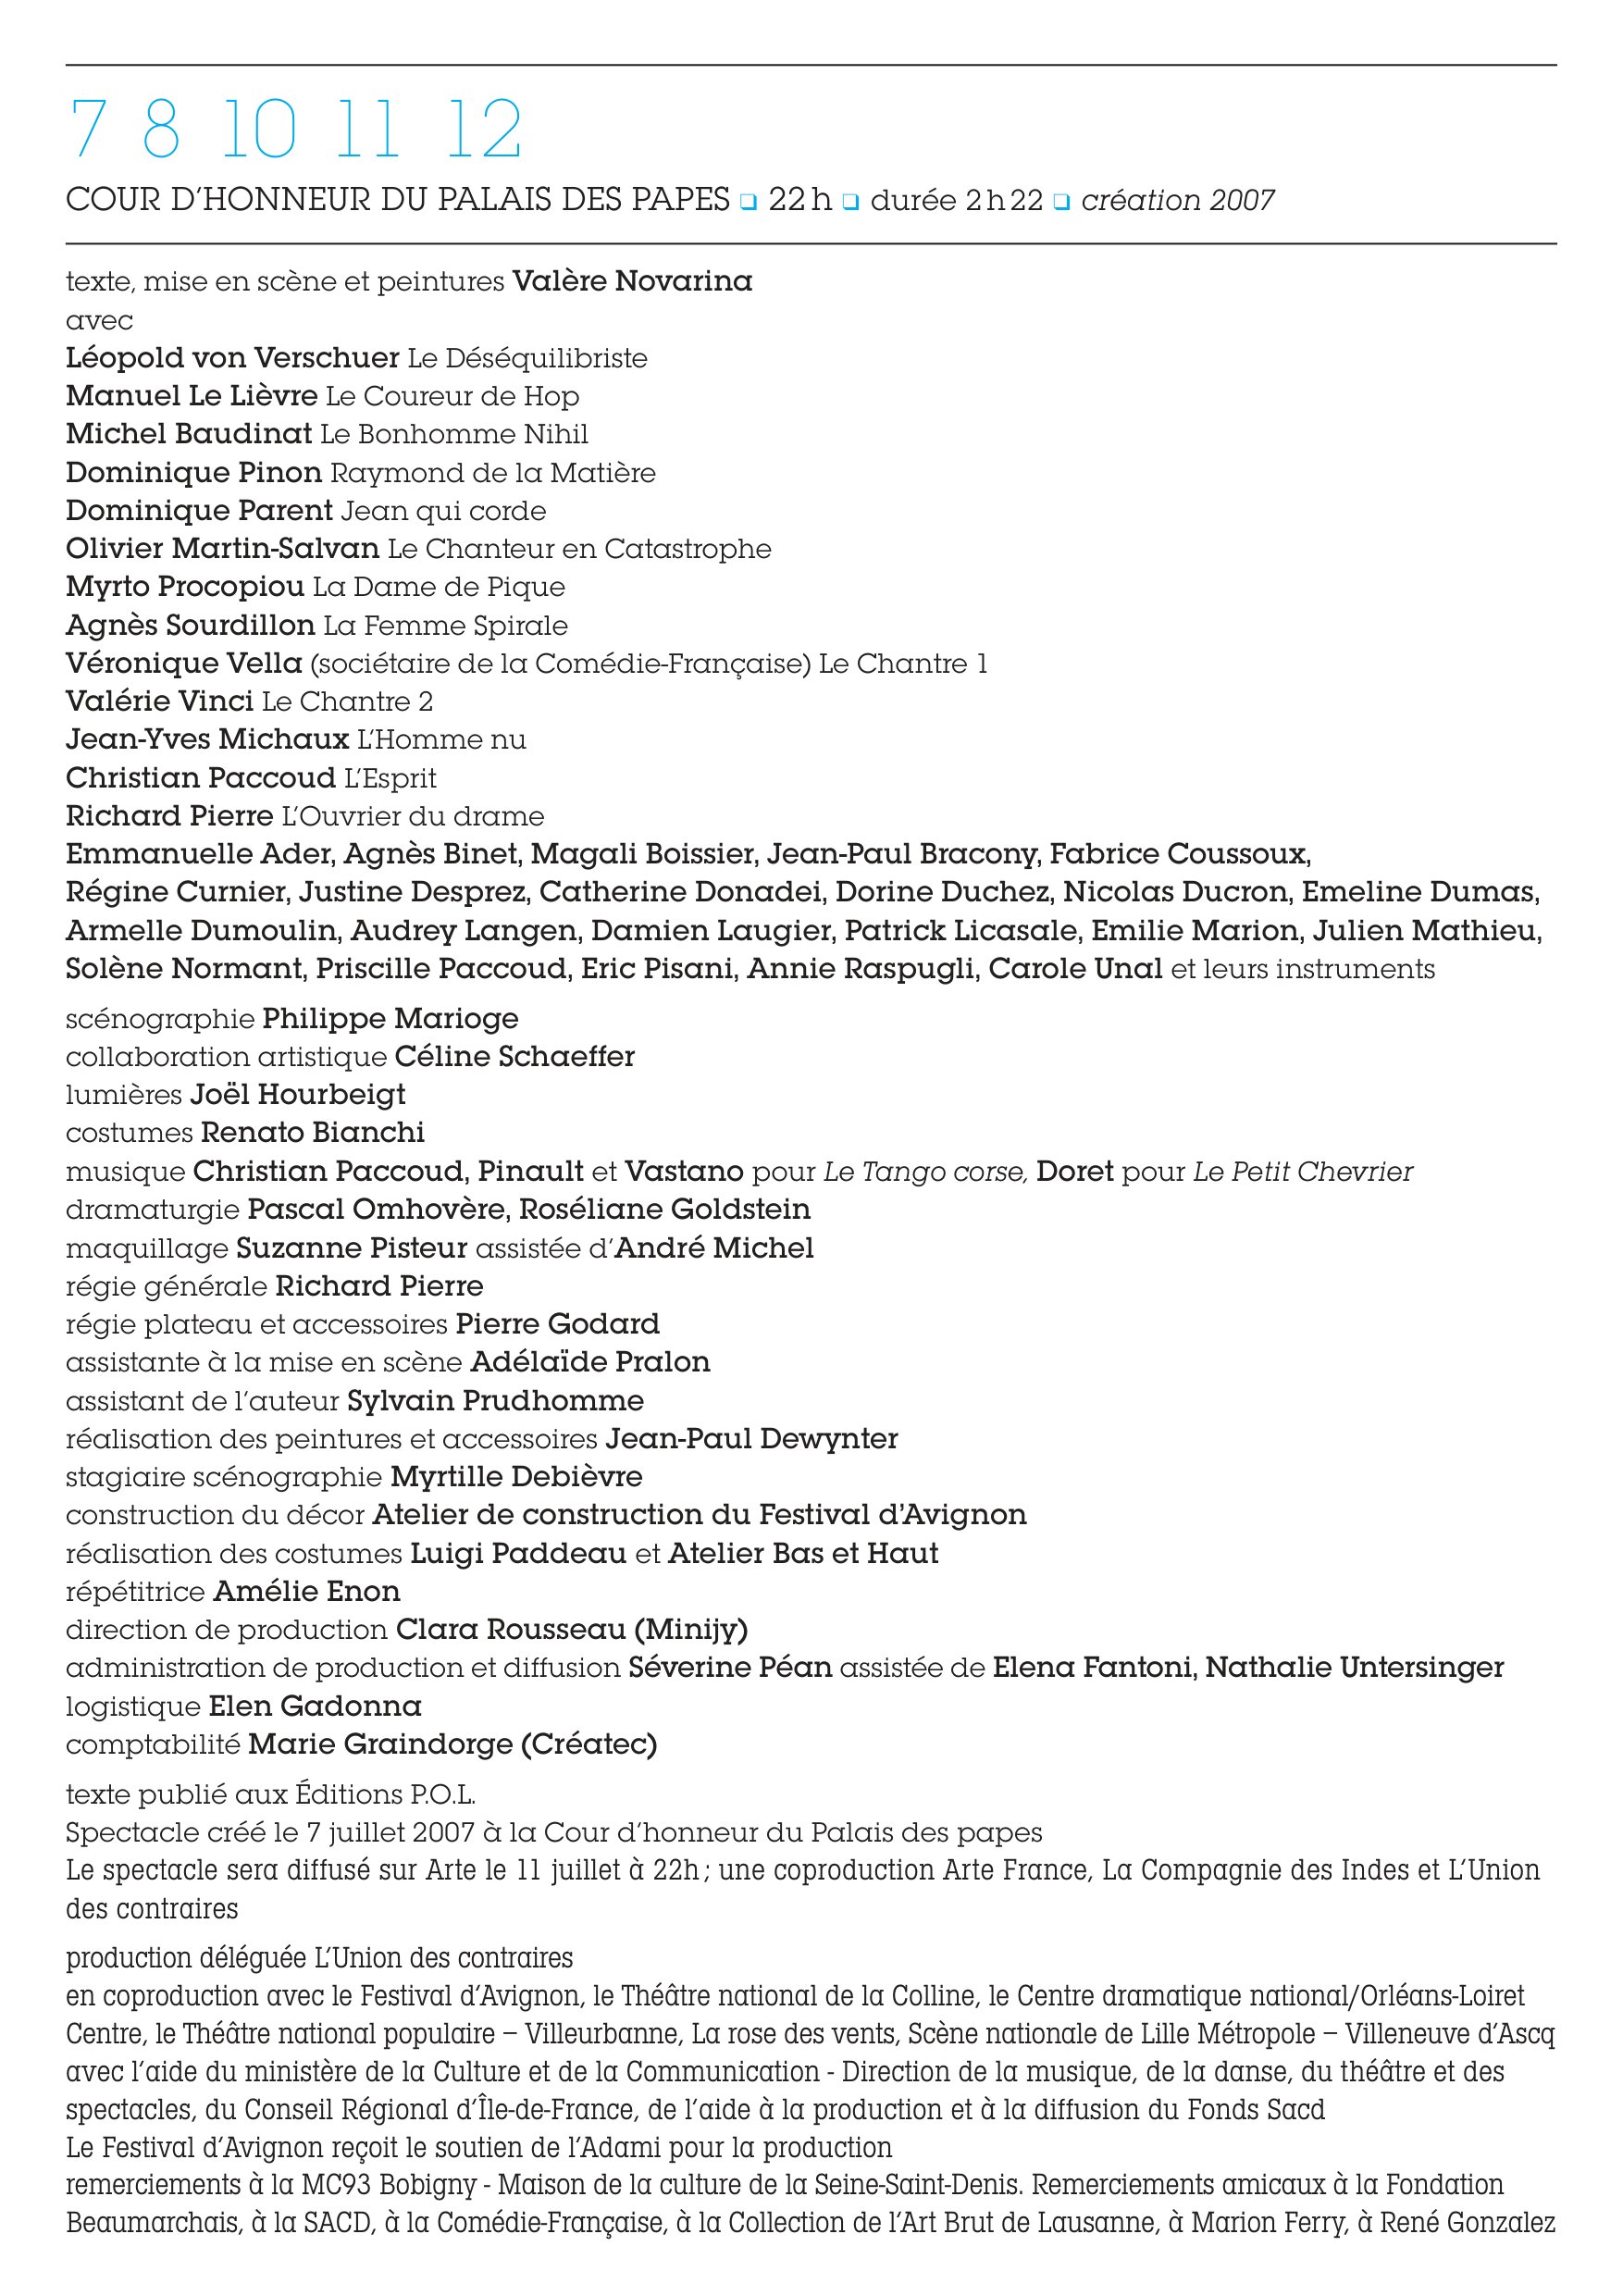 7 8 10 11 12
COUR D’HONNEUR DU PALAIS DES PAPES ❑ 22 h ❑ durée 2 h 22 ❑ création 2007
texte, mise en scène et peintures Valère Novarina
avec
Léopold von Verschuer Le Déséquilibriste
Manuel Le Lièvre Le Coureur de Hop
Michel Baudinat Le Bonhomme Nihil
Dominique Pinon Raymond de la Matière
Dominique Parent Jean qui corde
Olivier Martin-Salvan Le Chanteur en Catastrophe
Myrto Procopiou La Dame de Pique
Agnès Sourdillon La Femme Spirale
Véronique Vella (sociétaire de la Comédie-Française) Le Chantre 1
Valérie Vinci Le Chantre 2
Jean-Yves Michaux L’Homme nu
Christian Paccoud L’Esprit
Richard Pierre L’Ouvrier du drame
Emmanuelle Ader, Agnès Binet, Magali Boissier, Jean-Paul Bracony, Fabrice Coussoux,
Régine Curnier, Justine Desprez, Catherine Donadei, Dorine Duchez, Nicolas Ducron, Emeline Dumas,
Armelle Dumoulin, Audrey Langen, Damien Laugier, Patrick Licasale, Emilie Marion, Julien Mathieu,
Solène Normant, Priscille Paccoud, Eric Pisani, Annie Raspugli, Carole Unal et leurs instruments
scénographie Philippe Marioge
collaboration artistique Céline Schaeffer
lumières Joël Hourbeigt
costumes Renato Bianchi
musique Christian Paccoud, Pinault et Vastano pour Le Tango corse, Doret pour Le Petit Chevrier
dramaturgie Pascal Omhovère, Roséliane Goldstein
maquillage Suzanne Pisteur assistée d’André Michel
régie générale Richard Pierre
régie plateau et accessoires Pierre Godard
assistante à la mise en scène Adélaïde Pralon
assistant de l’auteur Sylvain Prudhomme
réalisation des peintures et accessoires Jean-Paul Dewynter
stagiaire scénographie Myrtille Debièvre
construction du décor Atelier de construction du Festival d’Avignon
réalisation des costumes Luigi Paddeau et Atelier Bas et Haut
répétitrice Amélie Enon
direction de production Clara Rousseau (Minijy)
administration de production et diffusion Séverine Péan assistée de Elena Fantoni, Nathalie Untersinger
logistique Elen Gadonna
comptabilité Marie Graindorge (Créatec)
texte publié aux Éditions P.O.L.
Spectacle créé le 7 juillet 2007 à la Cour d’honneur du Palais des papes
Le spectacle sera diffusé sur Arte le 11 juillet à 22h ; une coproduction Arte France, La Compagnie des Indes et L’Union
des contraires
production déléguée L’Union des contraires
en coproduction avec le Festival d’Avignon, le Théâtre national de la Colline, le Centre dramatique national/Orléans-Loiret
Centre, le Théâtre national populaire – Villeurbanne, La rose des vents, Scène nationale de Lille Métropole – Villeneuve d’Ascq
avec l’aide du ministère de la Culture et de la Communication - Direction de la musique, de la danse, du théâtre et des
spectacles, du Conseil Régional d’Île-de-France, de l’aide à la production et à la diffusion du Fonds Sacd
Le Festival d’Avignon reçoit le soutien de l’Adami pour la production
remerciements à la MC93 Bobigny - Maison de la culture de la Seine-Saint-Denis. Remerciements amicaux à la Fondation
Beaumarchais, à la SACD, à la Comédie-Française, à la Collection de l’Art Brut de Lausanne, à Marion Ferry, à René Gonzalez